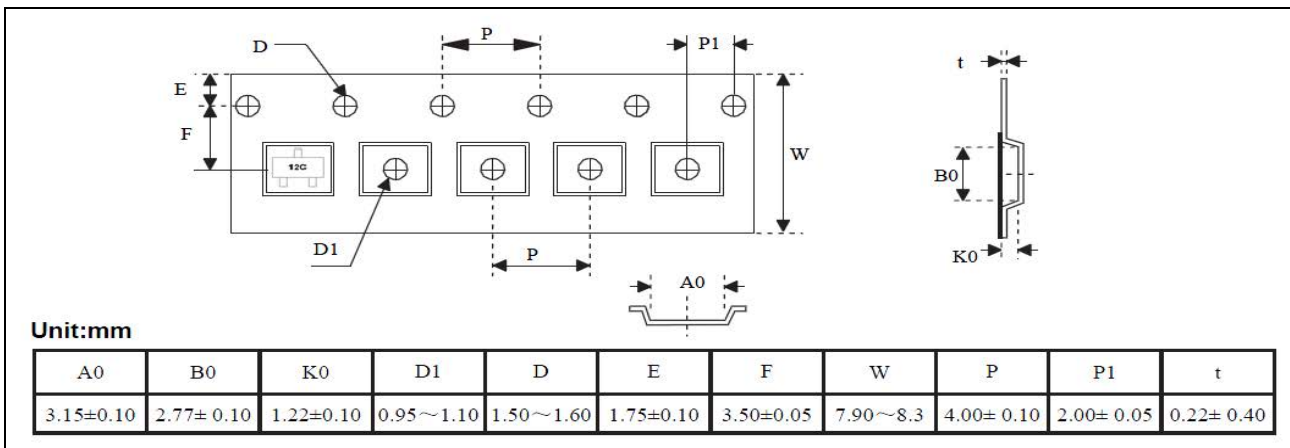 P
D
P1
t
E
F
W
12C
B0
D1
P
K0
A0
Unit:mm
A0 B0 K0 D1 D E F W P P1 t
3.15±0.10 2.77± 0.10 1.22±0.10 0.95～1.10 1.50～1.60 1.75±0.10 3.50±0.05 7.90～8.3 4.00± 0.10 2.00± 0.05 0.22± 0.40